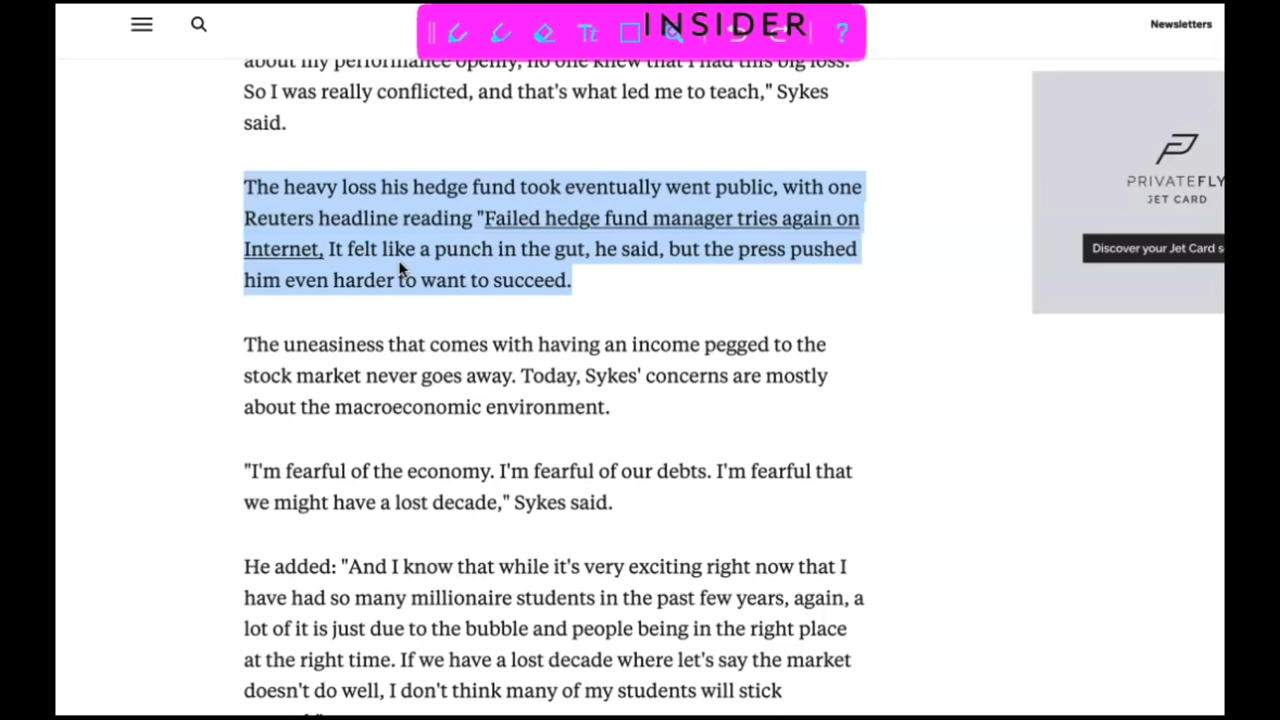 INSIDER
Tt
?
Newsletters
about my performance openly, no one knew that I had this big loss.
So I was really conflicted, and that's what led me to teach," Sykes
said.
The heavy loss his hedge fund took eventually went public, with one
Reuters headline reading "Failed hedge fund manager tries again on
Internet, It felt like a punch in the gut, he said, but the press pushed
him even harder to want to succeed.
The uneasiness that comes with having an income pegged to the
stock market never goes away. Today, Sykes' concerns are mostly
about the macroeconomic environment.
"I'm fearful of the economy. I'm fearful of our debts. I'm fearful that
we might have a lost decade," Sykes said.
He added: "And I know that while it's very exciting right now that I
have had so many millionaire students in the past few years, again, a
lot of it is just due to the bubble and people being in the right place
at the right time. If we have a lost decade where let's say the market
doesn't do well, I don't think many of my students will stick
PRIVATEFLY
JET CARD
Discover your Jet Card s